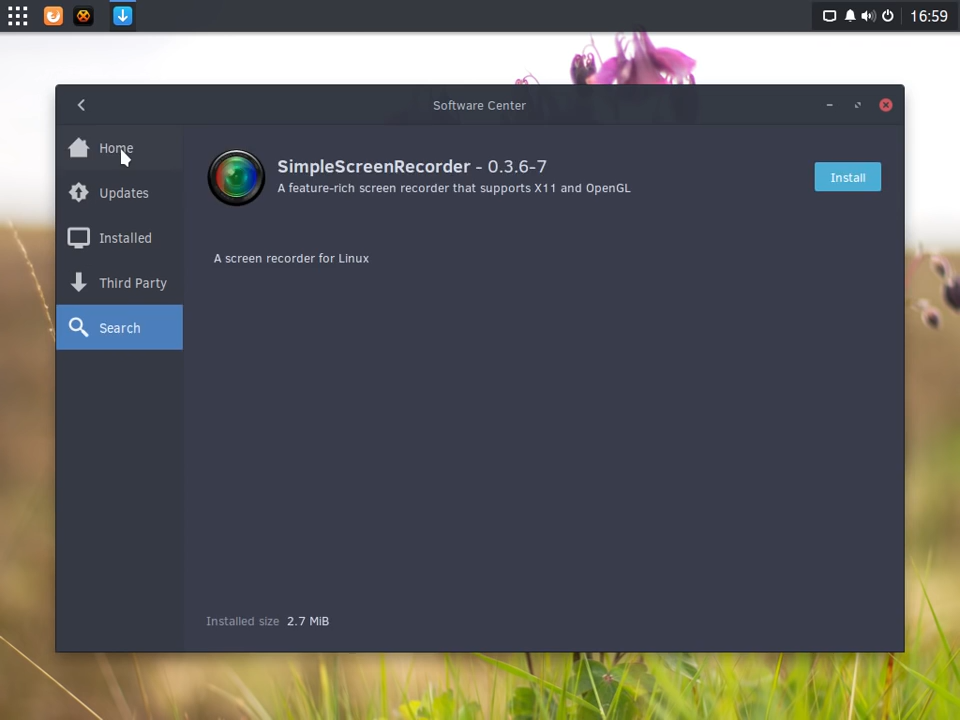 16:59
Software Center
Home
Updates
Installed
Third Party
Search
SimpleScreenRecorder - 0.3.6-7
A feature-rich screen recorder that supports X11 and OpenGL
Install
A screen recorder for Linux
Installed size 2.7 MiB